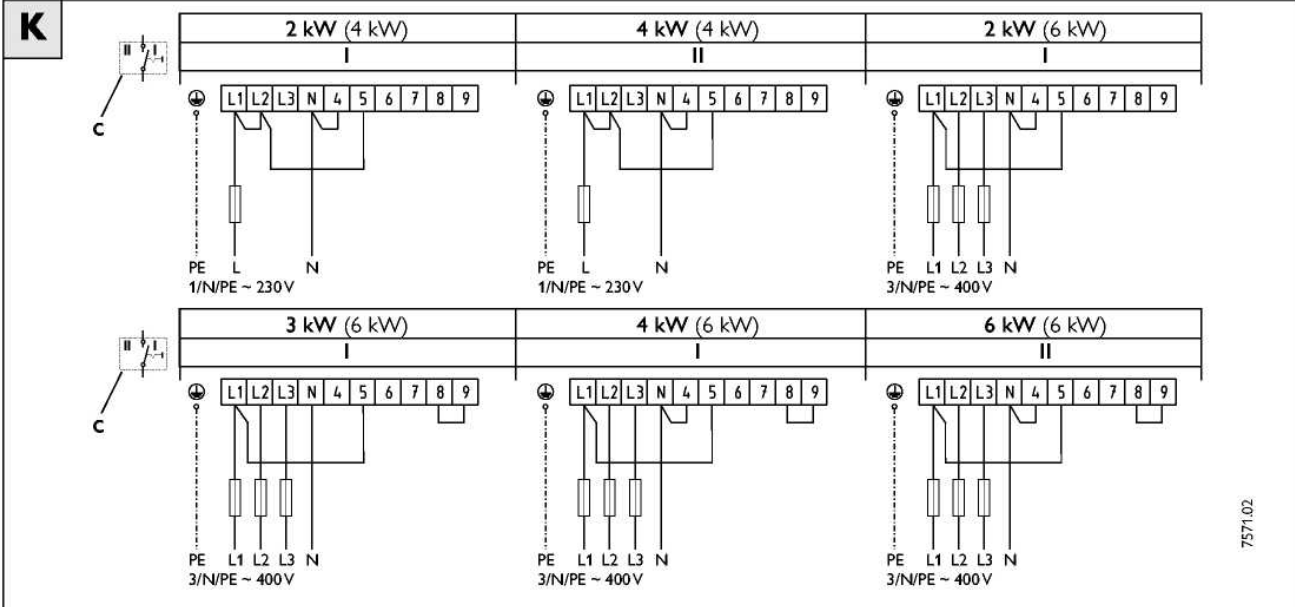 K
2 kW (4 kW) 4 kW (4 kW) 2 kW (6 kW)
II I I II I
L1 L2 L3 N 4 5 6 7 8 9 L1 L2 L3 N 4 5 6 7 8 9 L1 L2 L3 N 4 5 6 7 8 9
C
PE L N PE L N PE L1 L2 L3 N
1/N/PE ~ 230 V 1/N/PE ~ 230 V 3/N/PE ~ 400 V
3 kW (6 kW) 4 kW (6 kW) 6 kW (6 kW)
II I I I II
L1 L2 L3 N 4 5 6 7 8 9 L1 L2 L3 N 4 5 6 7 8 9 L1 L2 L3 N 4 5 6 7 8 9
C
PE L1 L2 L3 N PE L1 L2 L3 N PE L1 L2 L3 N
3/N/PE ~ 400 V 3/N/PE ~ 400 V 3/N/PE ~ 400 V
7571.02